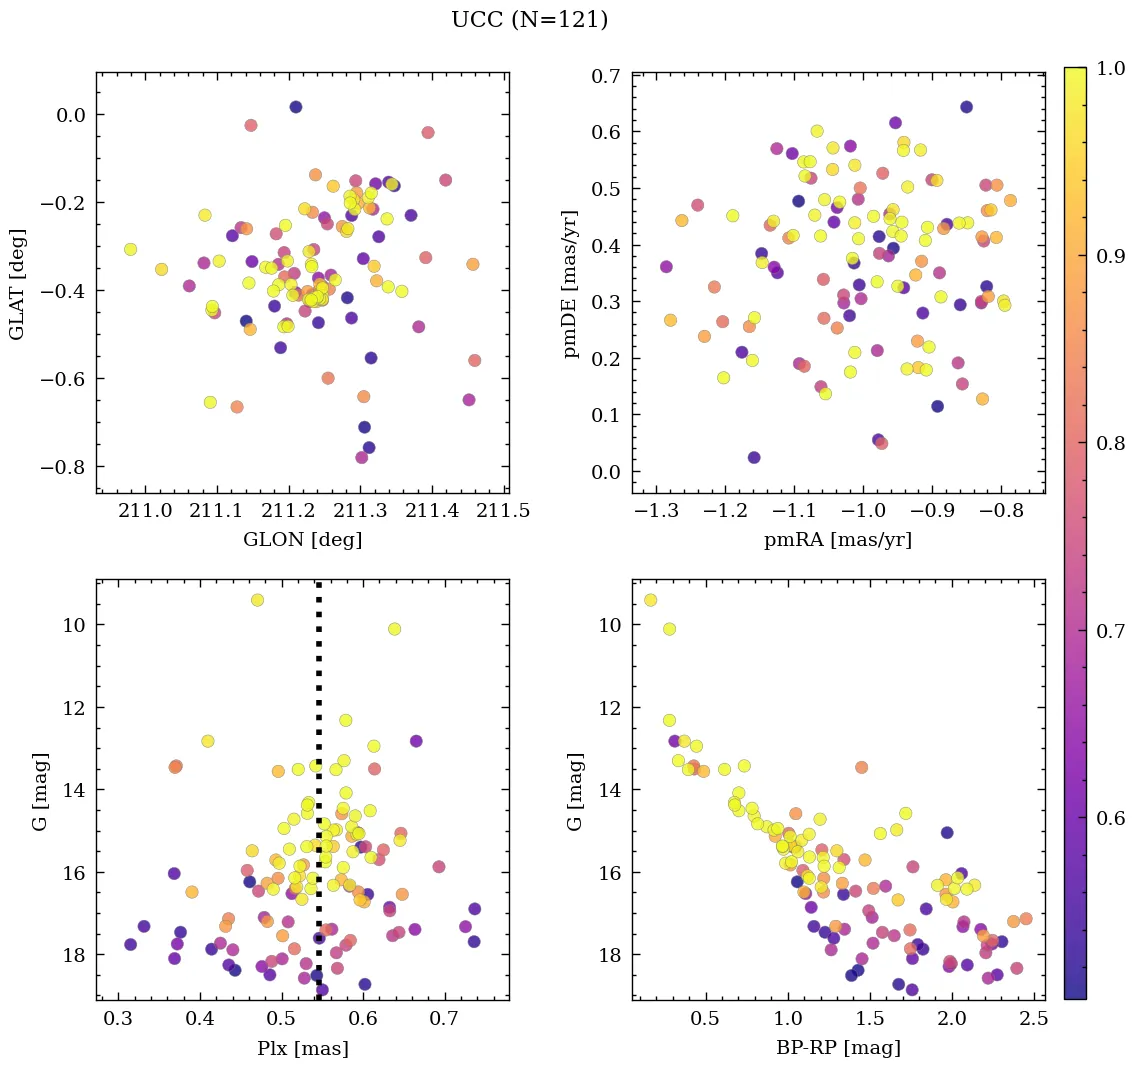 UCC (N=121)
0.0
−0.2
−0.4
−0.6
−0.8
GLAT [deg]
211.0 211.1 211.2 211.3 211.4 211.5
GLON [deg]
0.7
0.6
0.5
0.4
0.3
0.2
0.1
0.0
pmDE [mas/yr]
−1.3 −1.2 −1.1 −1.0 −0.9 −0.8
pmRA [mas/yr]
1.0
0.9
0.8
0.7
0.6
10
12
14
16
18
G [mag]
0.3 0.4 0.5 0.6 0.7
Plx [mas]
10
12
14
16
18
G [mag]
0.5 1.0 1.5 2.0 2.5
BP-RP [mag]